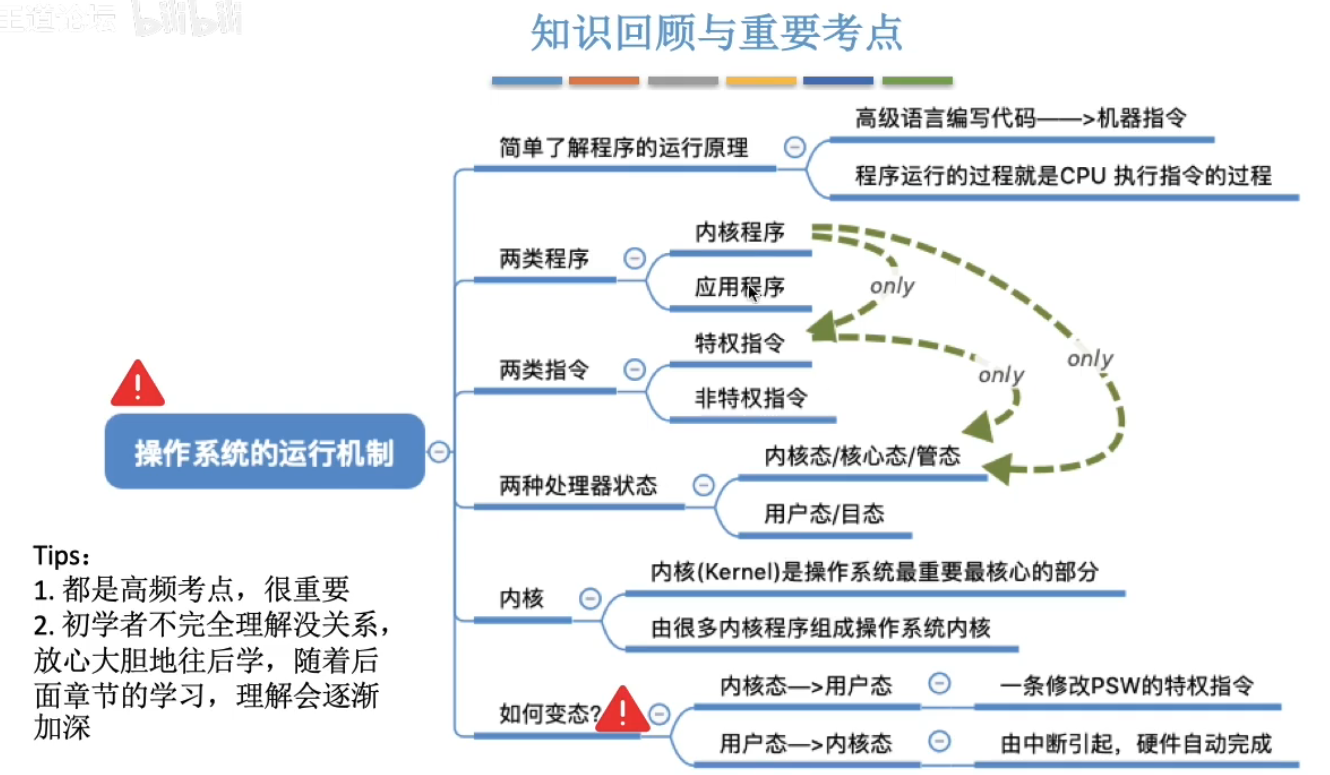 王道论坛 bilibili
知识回顾与重要考点
简单了解程序的运行原理
高级语言编写代码——>机器指令
程序运行的过程就是CPU 执行指令的过程
两类程序
内核程序
应用程序
only
两类指令
特权指令
非特权指令
only
only
操作系统的运行机制
两种处理器状态
内核态/核心态/管态
用户态/目态
内核
内核(Kernel)是操作系统最重要最核心的部分
由很多内核程序组成操作系统内核
如何变态?
内核态—>用户态
一条修改PSW的特权指令
用户态—>内核态
由中断引起，硬件自动完成
Tips：
1. 都是高频考点，很重要
2. 初学者不完全理解没关系，
放心大胆地往后学，随着后
面章节的学习，理解会逐渐
加深